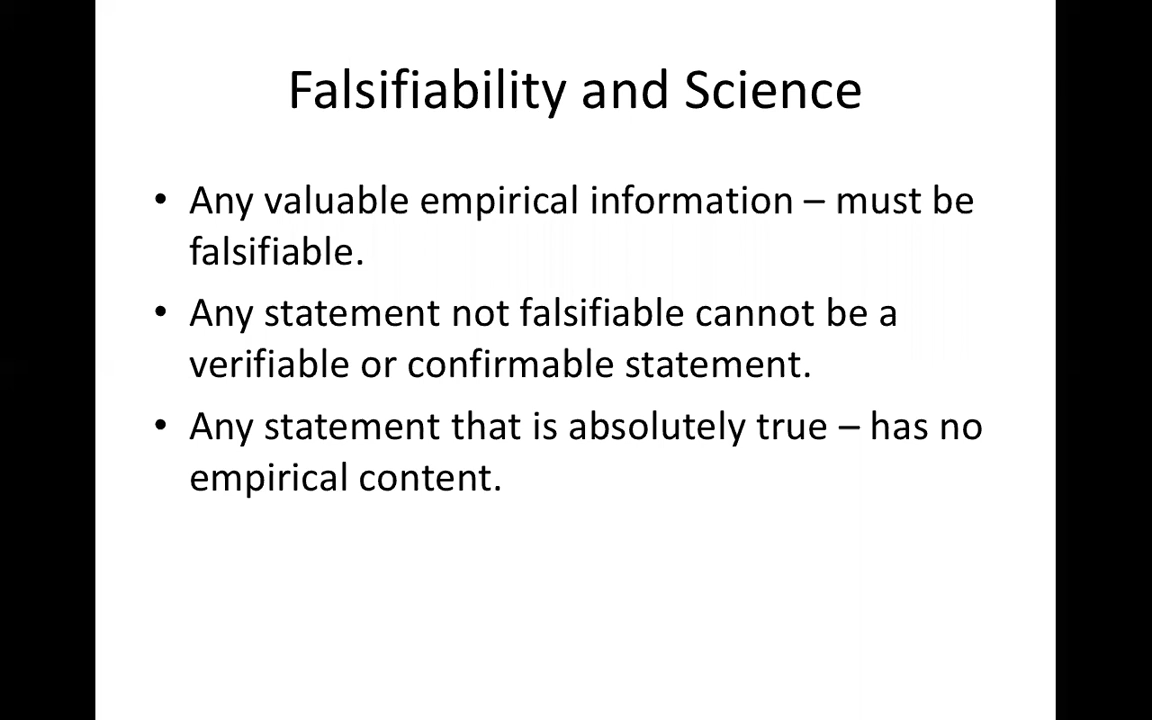 Falsifiability and Science
• Any valuable empirical information – must be
falsifiable.
• Any statement not falsifiable cannot be a
verifiable or confirmable statement.
• Any statement that is absolutely true – has no
empirical content.